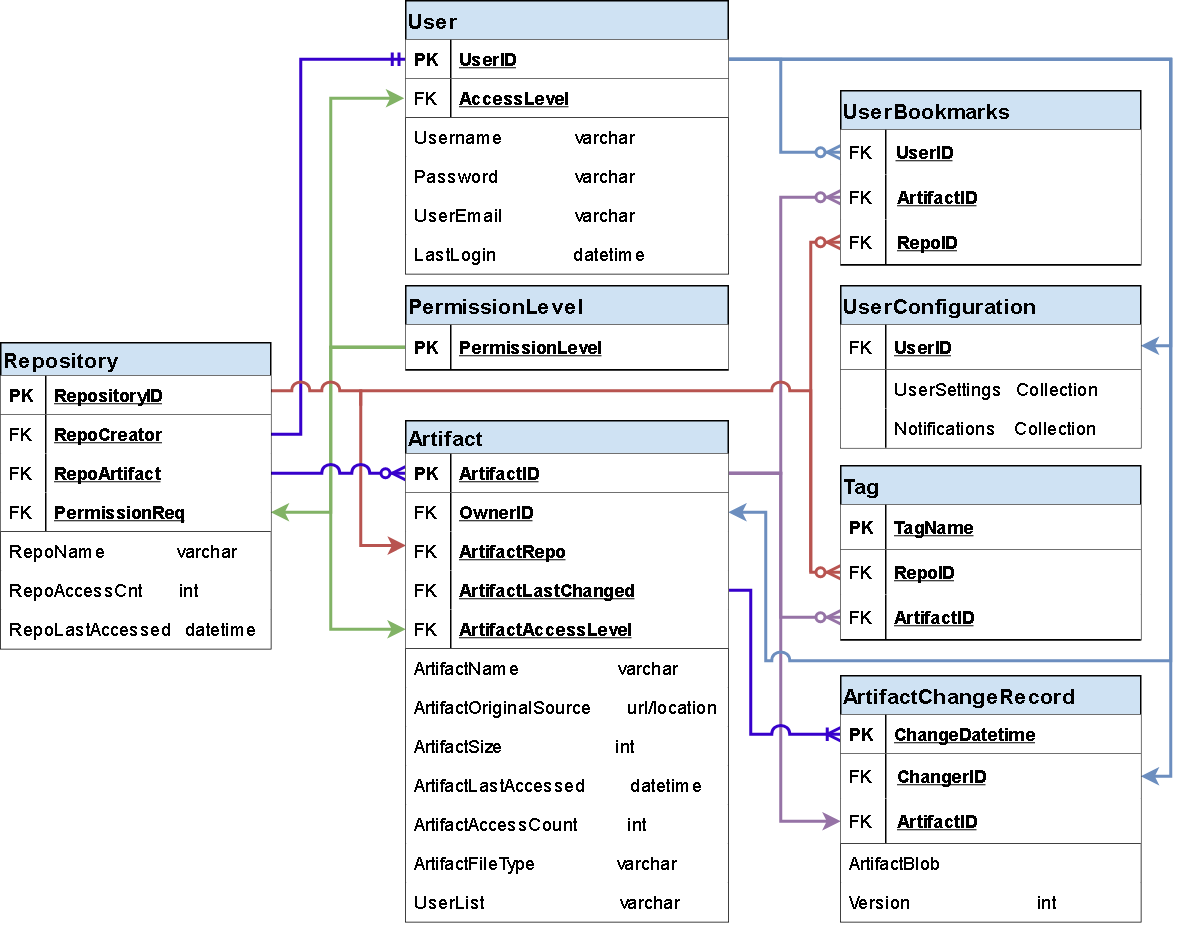 User
PK UserID
FK AccessLevel
Username varchar
Password varchar
UserEmail varchar
LastLogin datetime
UserBookmarks
FK UserID
FK ArtifactID
FK RepoID
PermissionLevel
PK PermissionLevel
UserConfiguration
FK UserID
UserSettings Collection
Notifications Collection
Repository
PK RepositoryID
FK RepoCreator
FK RepoArtifact
FK PermissionReq
RepoName varchar
RepoAccessCnt int
RepoLastAccessed datetime
Artifact
PK ArtifactID
FK OwnerID
FK ArtifactRepo
FK ArtifactLastChanged
FK ArtifactAccessLevel
ArtifactName varchar
ArtifactOriginalSource url/location
ArtifactSize int
ArtifactLastAccessed datetime
ArtifactAccessCount int
ArtifactFileType varchar
UserList varchar
Tag
PK TagName
FK RepoID
FK ArtifactID
ArtifactChangeRecord
PK ChangeDatetime
FK ChangerID
FK ArtifactID
ArtifactBlob
Version int